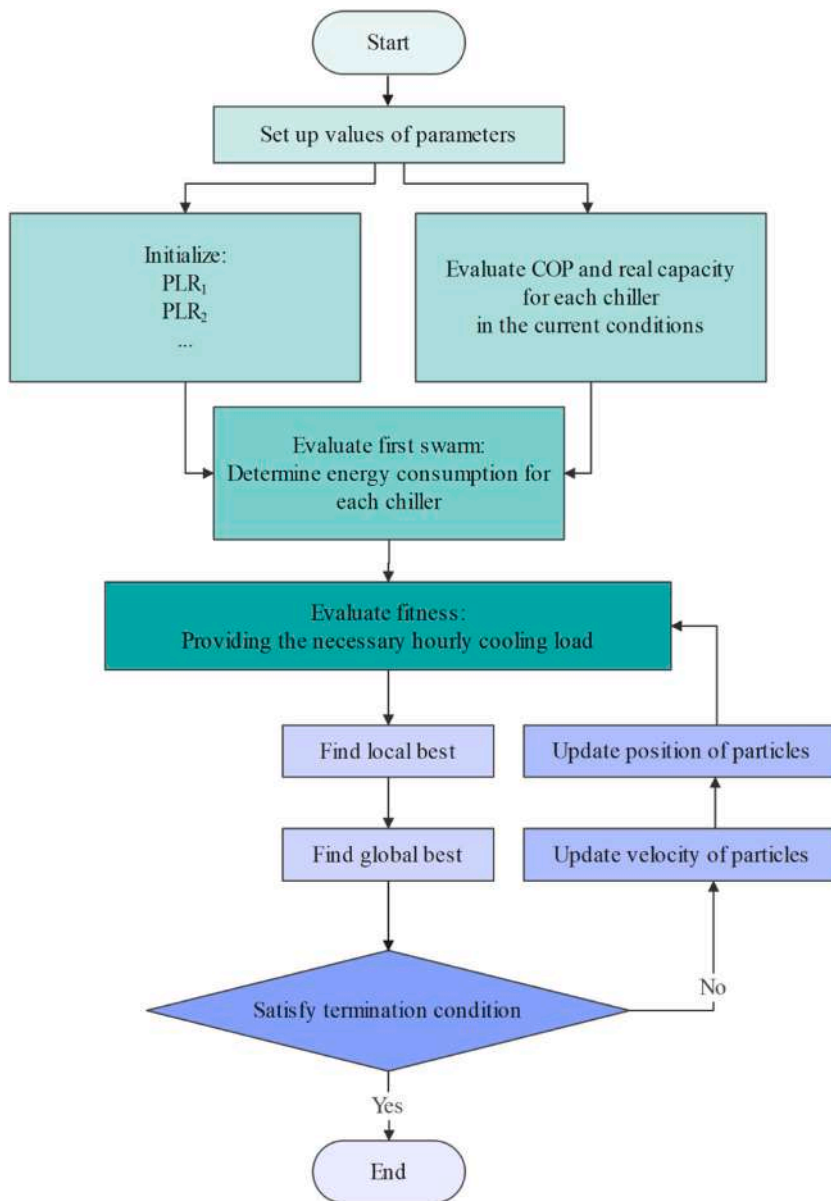 Start
Set up values of parameters
Initialize:
PLR₁
PLR₂
...
Evaluate COP and real capacity
for each chiller
in the current conditions
Evaluate first swarm:
Determine energy consumption for
each chiller
Evaluate fitness:
Providing the necessary hourly cooling load
Find local best
Update position of particles
Find global best
Update velocity of particles
Satisfy termination condition
No
Yes
End